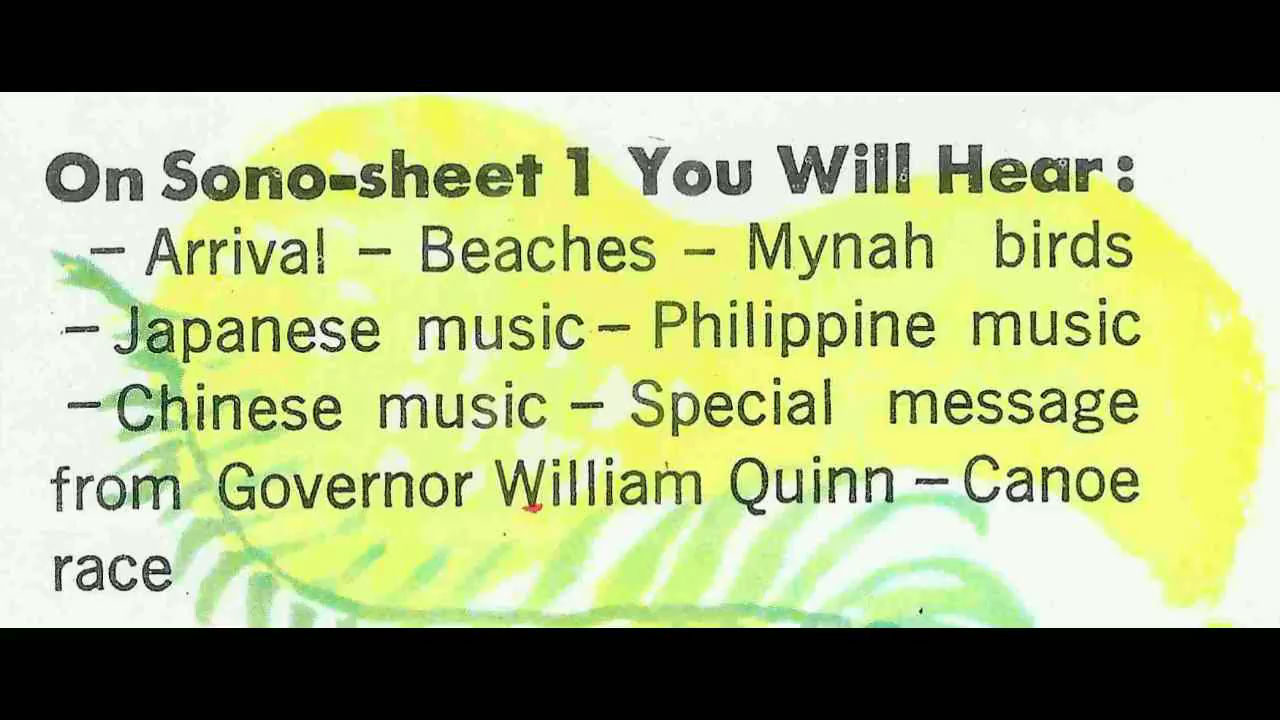 On Sono-sheet 1 You Will Hear:
– Arrival – Beaches – Mynah birds
– Japanese music – Philippine music
– Chinese music – Special message
from Governor William Quinn – Canoe
race